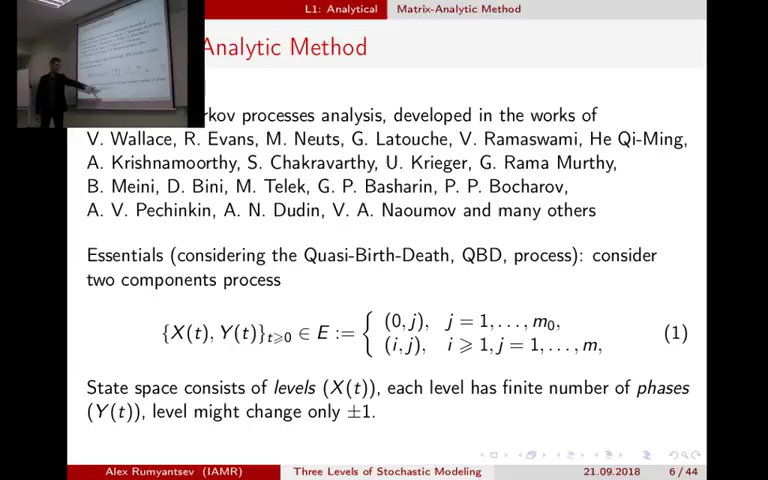 L1: Analytical Matrix-Analytic Method
Analytic Method
rkov processes analysis, developed in the works of
V. Wallace, R. Evans, M. Neuts, G. Latouche, V. Ramaswami, He Qi-Ming,
A. Krishnamoorthy, S. Chakravarthy, U. Krieger, G. Rama Murthy,
B. Meini, D. Bini, M. Telek, G. P. Basharin, P. P. Bocharov,
A. V. Pechinkin, A. N. Dudin, V. A. Naoumov and many others
Essentials (considering the Quasi-Birth-Death, QBD, process): consider
two components process
{X(t), Y(t)}t⩾0 ∈ E := { (0, j), j = 1, . . . , m0,
(i, j), i ⩾ 1, j = 1, . . . , m, (1)
State space consists of levels (X(t)), each level has finite number of phases
(Y(t)), level might change only ±1.
Alex Rumyantsev (IAMR) Three Levels of Stochastic Modeling 21.09.2018 6 / 44